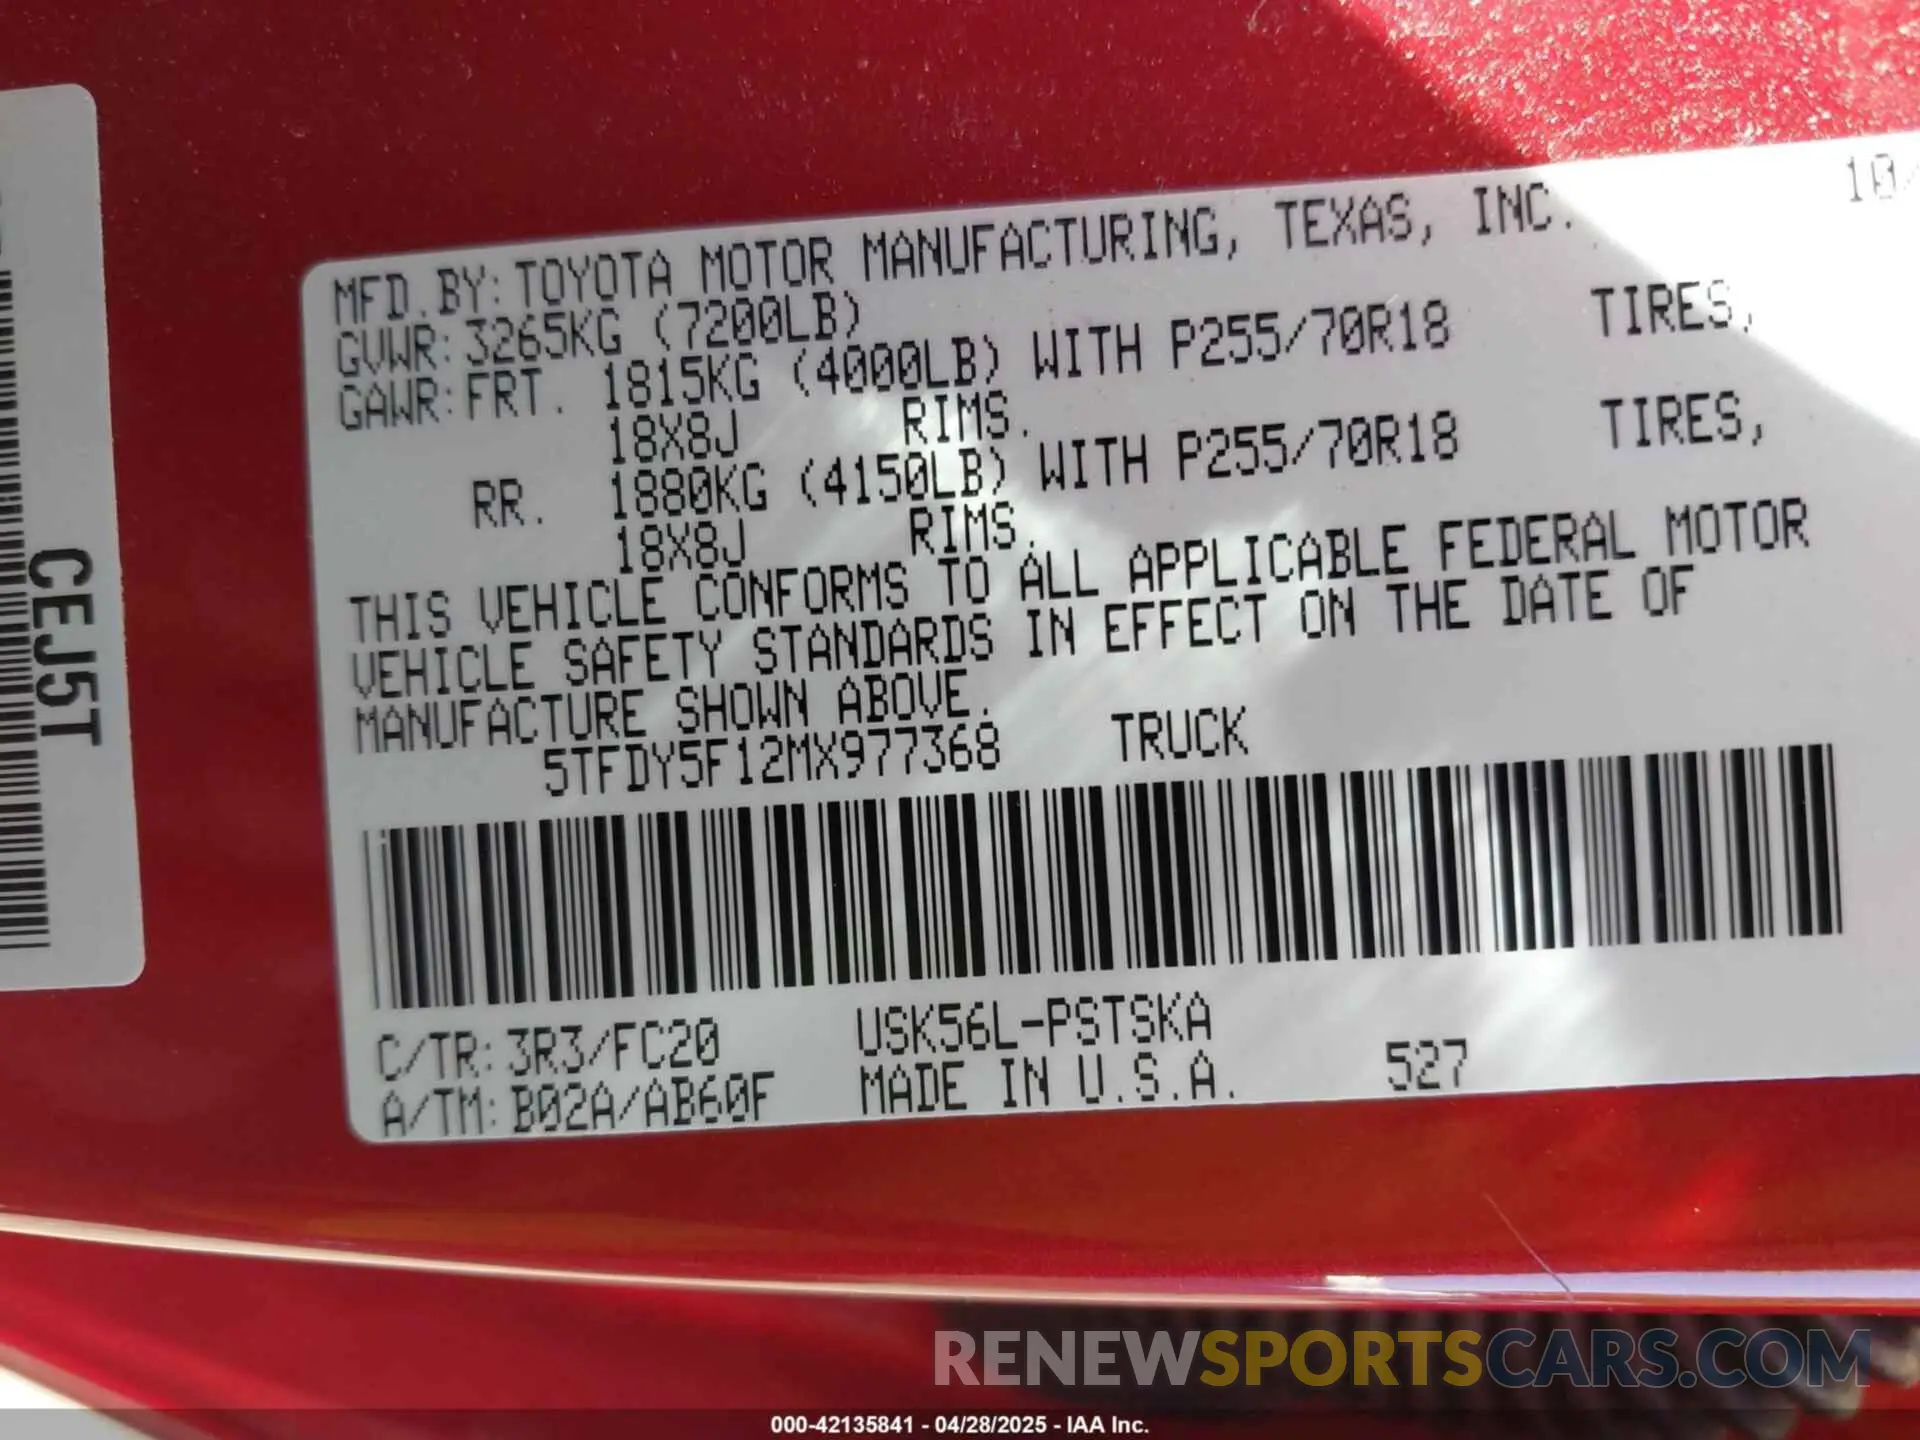 CEJ5T
10/
MFD.BY: TOYOTA MOTOR MANUFACTURING, TEXAS, INC.
GVWR: 3265KG (7200LB)
GAWR: FRT. 1815KG (4000LB) WITH P255/70R18 TIRES,
18X8J RIMS.
RR. 1880KG (4150LB) WITH P255/70R18 TIRES,
18X8J RIMS.
THIS VEHICLE CONFORMS TO ALL APPLICABLE FEDERAL MOTOR
VEHICLE SAFETY STANDARDS IN EFFECT ON THE DATE OF
MANUFACTURE SHOWN ABOVE.
5TFDY5F12MX977368 TRUCK
C/TR: 3R3/FC20 USK56L-PSTSKA
A/TM: B02A/AB60F MADE IN U.S.A. 527
RENEWSPORTSCARS.COM
000-42135841 - 04/28/2025 - IAA Inc.